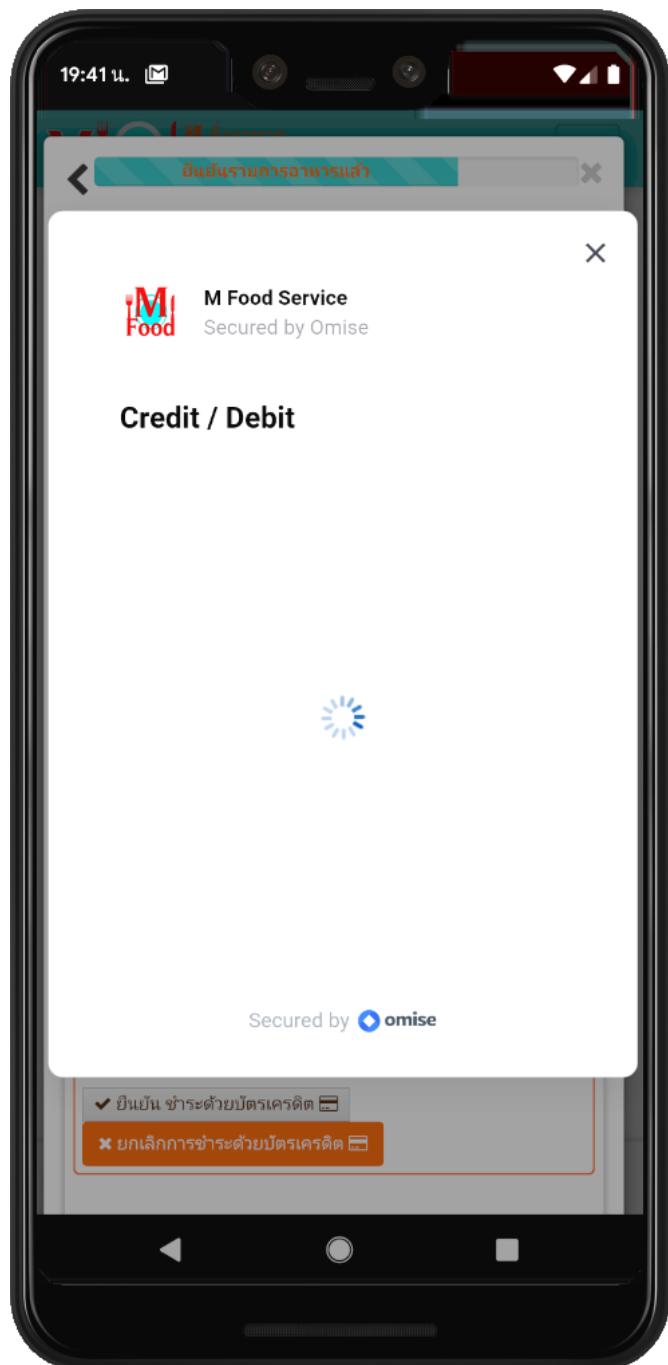 19:41 น.
ยืนยันรายการอาหารแล้ว
M
Food
M Food Service
Secured by Omise
Credit / Debit
Secured by omise
ยืนยัน ชำระด้วยบัตรเครดิต
ยกเลิกการชำระด้วยบัตรเครดิต